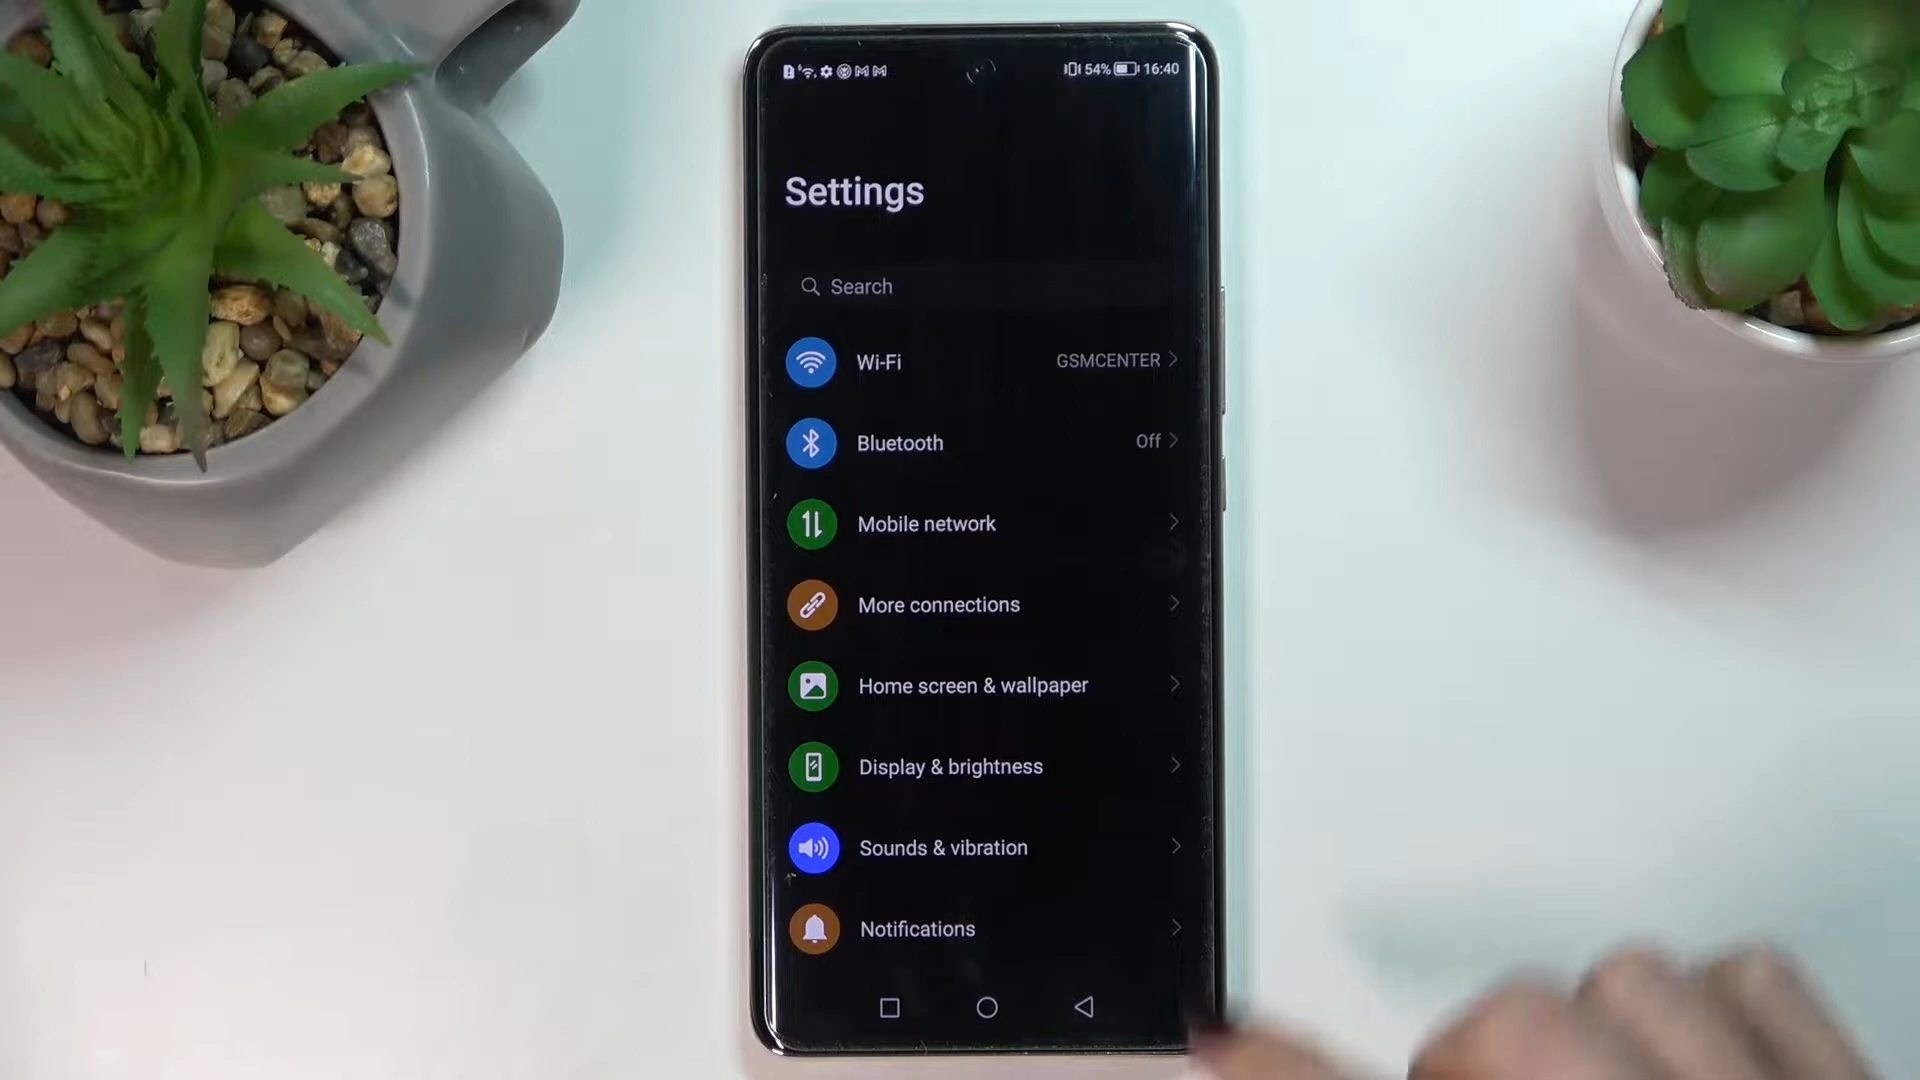 54% 16:40
Settings
Search
Wi-Fi GSMCENTER
Bluetooth Off
Mobile network
More connections
Home screen & wallpaper
Display & brightness
Sounds & vibration
Notifications